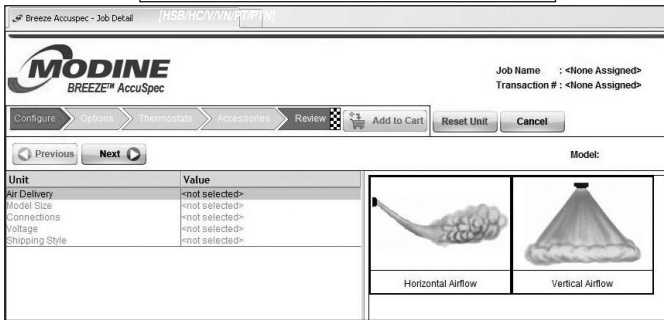 Breeze Accuspec - Job Detail
[HSB/HC/V/VN/PT/PTN]
MODINE
BREEZE™ AccuSpec
Job Name : <None Assigned>
Transaction # : <None Assigned>
Configure Options Thermostats Accessories Review Add to Cart Reset Unit Cancel
Previous Next
Model:
Unit Value
Air Delivery <not selected>
Model Size <not selected>
Connections <not selected>
Voltage <not selected>
Shipping Style <not selected>
Horizontal Airflow Vertical Airflow